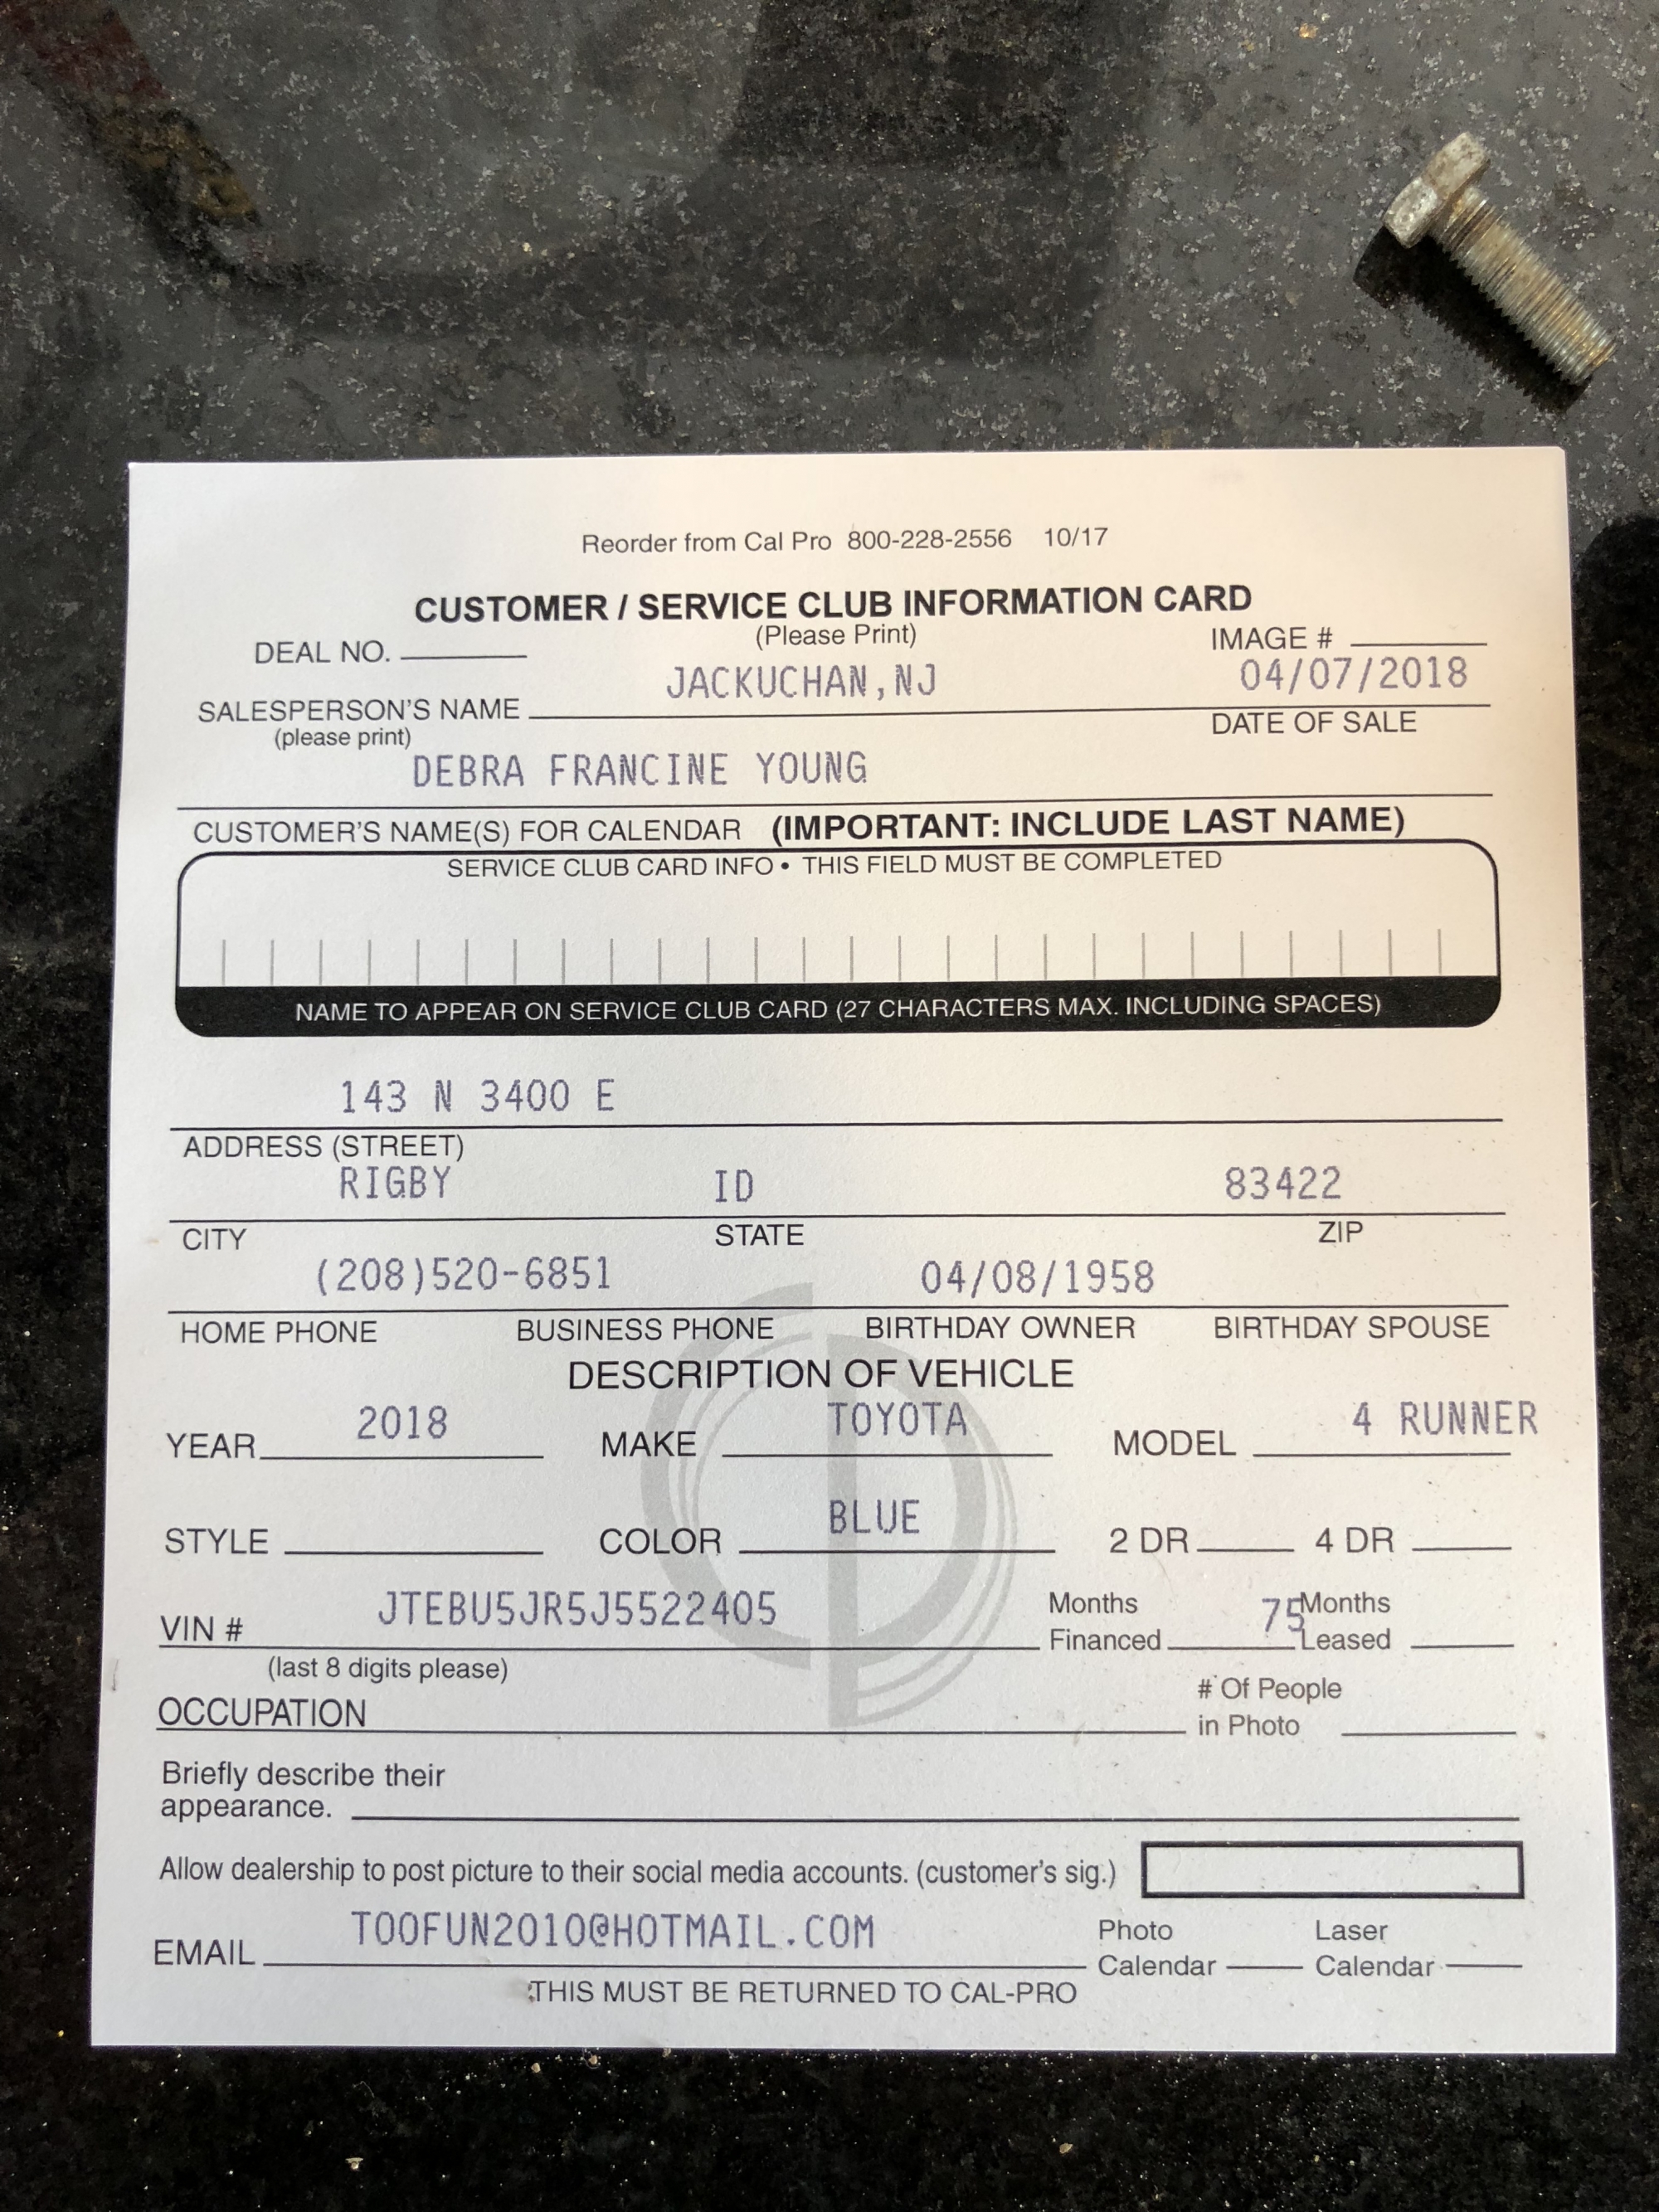 Reorder from Cal Pro 800-228-2556 10/17
CUSTOMER / SERVICE CLUB INFORMATION CARD
(Please Print)
DEAL NO.
IMAGE #
JACKUCHAN,NJ
04/07/2018
SALESPERSON'S NAME
DATE OF SALE
(please print)
DEBRA FRANCINE YOUNG
CUSTOMER'S NAME(S) FOR CALENDAR (IMPORTANT: INCLUDE LAST NAME)
SERVICE CLUB CARD INFO • THIS FIELD MUST BE COMPLETED
NAME TO APPEAR ON SERVICE CLUB CARD (27 CHARACTERS MAX. INCLUDING SPACES)
143 N 3400 E
ADDRESS (STREET)
RIGBY ID 83422
CITY STATE ZIP
(208)520-6851 04/08/1958
HOME PHONE BUSINESS PHONE BIRTHDAY OWNER BIRTHDAY SPOUSE
DESCRIPTION OF VEHICLE
YEAR 2018 MAKE TOYOTA MODEL 4 RUNNER
STYLE COLOR BLUE 2 DR 4 DR
VIN # JTEBU5JR5J5522405 Months Financed 75 Months Leased
(last 8 digits please)
OCCUPATION # Of People in Photo
Briefly describe their
appearance.
Allow dealership to post picture to their social media accounts. (customer's sig.)
EMAIL TOOFUN2010@HOTMAIL.COM Photo Calendar Laser Calendar
THIS MUST BE RETURNED TO CAL-PRO